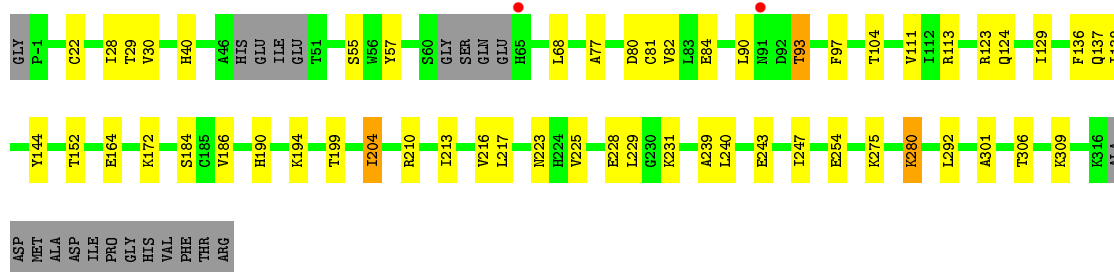 GLY P-1 C22 I28 T29 V30 H40 A46 HIS GLU ILE GLU T51 S55 W56 Y57 S60 GLY SER GLN GLU H65 L68 A77 D80 C81 V82 L83 E84 L90 N91 D92 T93 F97 T104 V111 I112 R113 R123 Q124 I129 F136 Q137
Y144 T152 E164 K172 S184 G185 V186 H190 K194 T199 I204 R210 I213 V216 L217 N223 H224 V225 E228 L229 G230 K231 A239 L240 E243 I247 E254 K275 K280 L292 A301 T306 K309 K316 ALA
ASP MET ALA ASP ILE PRO GLY HIS VAL PHE THR ARG